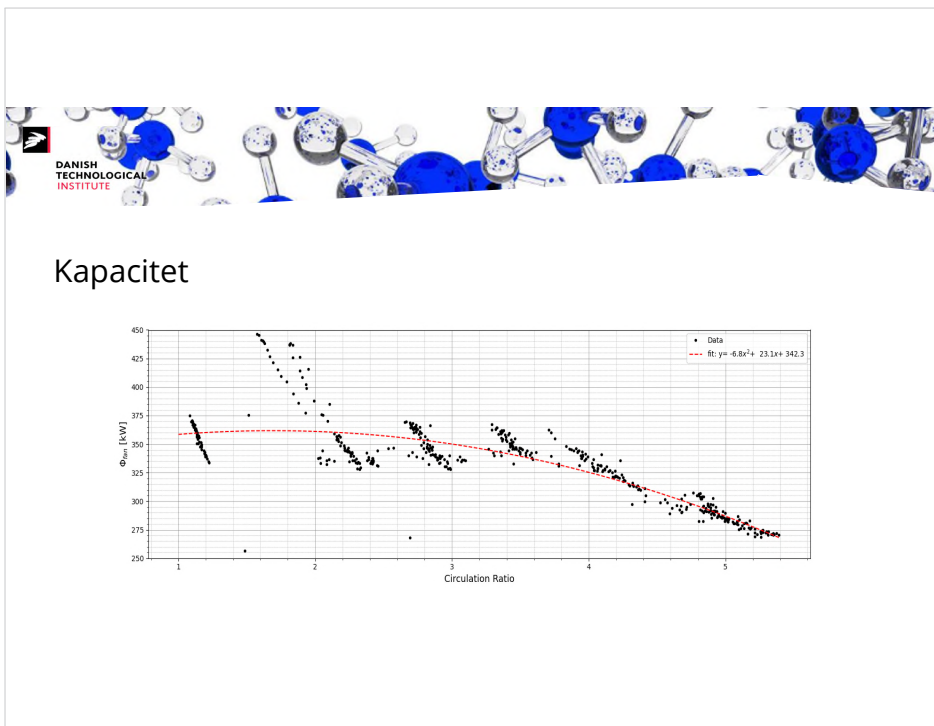 DANISH
TECHNOLOGICAL
INSTITUTE
Kapacitet
450
425
400
375
350
325
300
275
250
Φfan [kW]
Data
fit: y= -6.8x²+ 23.1x+ 342.3
1 2 3 4 5
Circulation Ratio